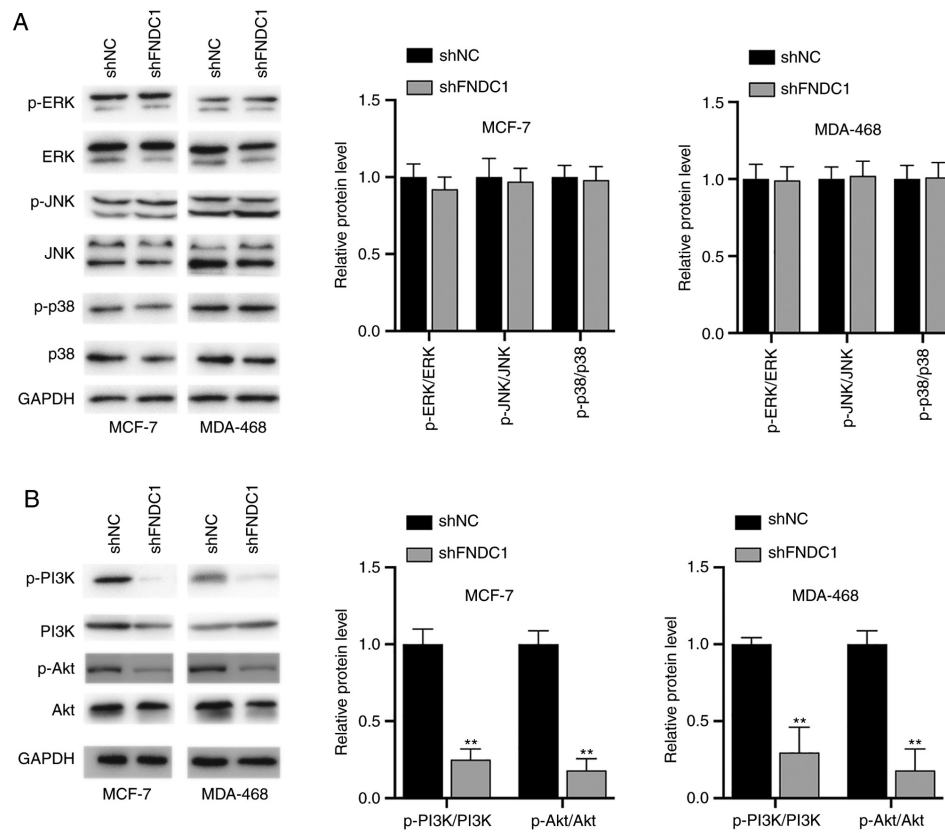 A
shNC
shFNDC1
shNC
shFNDC1
p-ERK
ERK
p-JNK
JNK
p-p38
p38
GAPDH
MCF-7
MDA-468
shNC
shFNDC1
MCF-7
Relative protein level
1.5
1.0
0.5
0.0
p-ERK/ERK
p-JNK/JNK
p-p38/p38
shNC
shFNDC1
MDA-468
Relative protein level
1.5
1.0
0.5
0.0
p-ERK/ERK
p-JNK/JNK
p-p38/p38
B
shNC
shFNDC1
shNC
shFNDC1
p-PI3K
PI3K
p-Akt
Akt
GAPDH
MCF-7
MDA-468
shNC
shFNDC1
MCF-7
Relative protein level
1.5
1.0
0.5
0.0
**
**
p-PI3K/PI3K
p-Akt/Akt
shNC
shFNDC1
MDA-468
Relative protein level
1.5
1.0
0.5
0.0
**
**
p-PI3K/PI3K
p-Akt/Akt